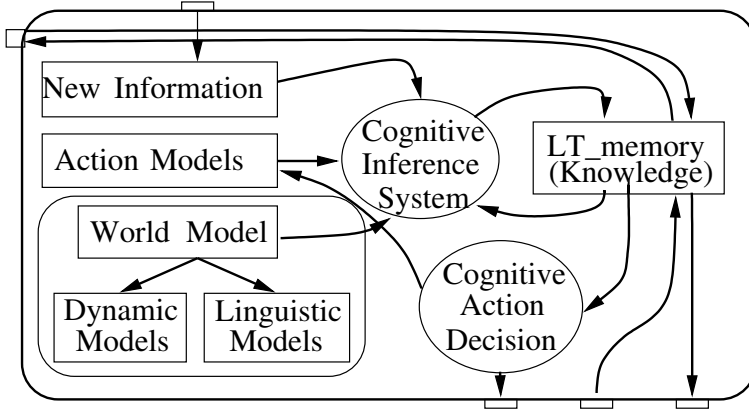 New Information
Action Models
World Model
Dynamic
Models
Linguistic
Models
Cognitive
Inference
System
LT_memory
(Knowledge)
Cognitive
Action
Decision